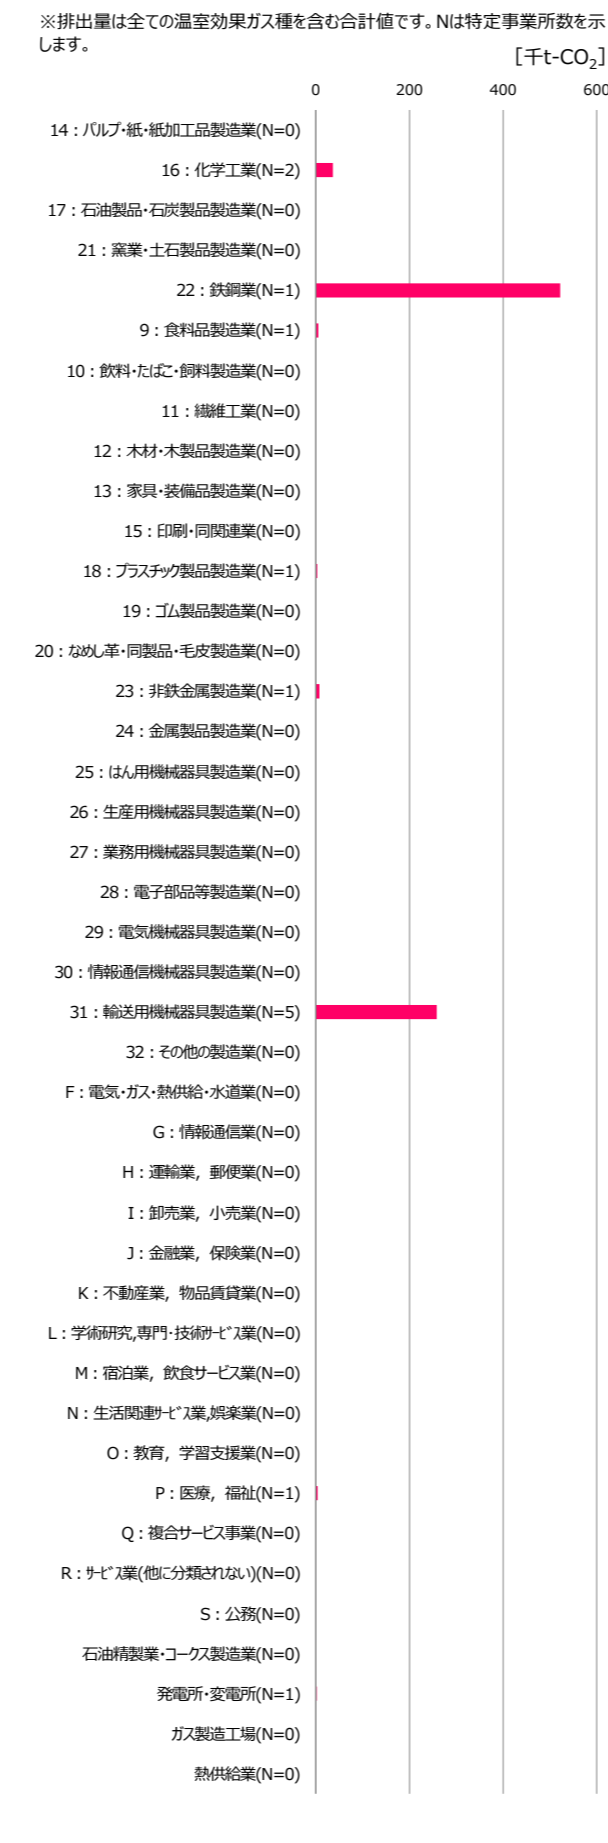 ※排出量は全ての温室効果ガス種を含む合計値です。Nは特定事業所数を示
します。
[千t-CO₂]
0 200 400 600
14：パルプ・紙・紙加工品製造業(N=0)
16：化学工業(N=2)
17：石油製品・石炭製品製造業(N=0)
21：窯業・土石製品製造業(N=0)
22：鉄鋼業(N=1)
9：食料品製造業(N=1)
10：飲料・たばこ・飼料製造業(N=0)
11：繊維工業(N=0)
12：木材・木製品製造業(N=0)
13：家具・装備品製造業(N=0)
15：印刷・同関連業(N=0)
18：プラスチック製品製造業(N=1)
19：ゴム製品製造業(N=0)
20：なめし革・同製品・毛皮製造業(N=0)
23：非鉄金属製造業(N=1)
24：金属製品製造業(N=0)
25：はん用機械器具製造業(N=0)
26：生産用機械器具製造業(N=0)
27：業務用機械器具製造業(N=0)
28：電子部品等製造業(N=0)
29：電気機械器具製造業(N=0)
30：情報通信機械器具製造業(N=0)
31：輸送用機械器具製造業(N=5)
32：その他の製造業(N=0)
F：電気・ガス・熱供給・水道業(N=0)
G：情報通信業(N=0)
H：運輸業，郵便業(N=0)
I：卸売業，小売業(N=0)
J：金融業，保険業(N=0)
K：不動産業，物品賃貸業(N=0)
L：学術研究,専門・技術ｻｰﾋﾞｽ業(N=0)
M：宿泊業，飲食サービス業(N=0)
N：生活関連ｻｰﾋﾞｽ業,娯楽業(N=0)
O：教育，学習支援業(N=0)
P：医療，福祉(N=1)
Q：複合サービス事業(N=0)
R：ｻｰﾋﾞｽ業(他に分類されない)(N=0)
S：公務(N=0)
石油精製業・コークス製造業(N=0)
発電所・変電所(N=1)
ガス製造工場(N=0)
熱供給業(N=0)